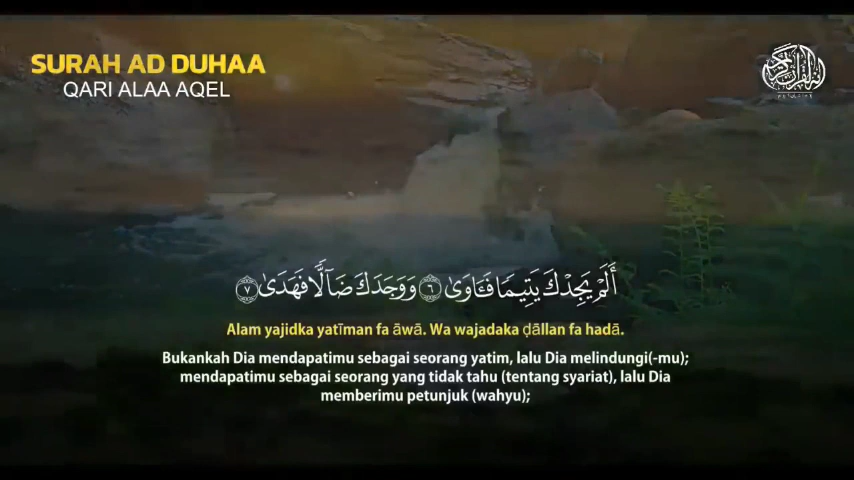 SURAH AD DUHAA
QARI ALAA AQEL
أَلَمْ يَجِدْكَ يَتِيمًا فَـَٔاوَىٰ ٦ وَوَجَدَكَ ضَآلًّا فَهَدَىٰ ٧
Alam yajidka yatīman fa āwā. Wa wajadaka ḍāllan fa hadā.
Bukankah Dia mendapatimu sebagai seorang yatim, lalu Dia melindungi(-mu);
mendapatimu sebagai seorang yang tidak tahu (tentang syariat), lalu Dia
memberimu petunjuk (wahyu);